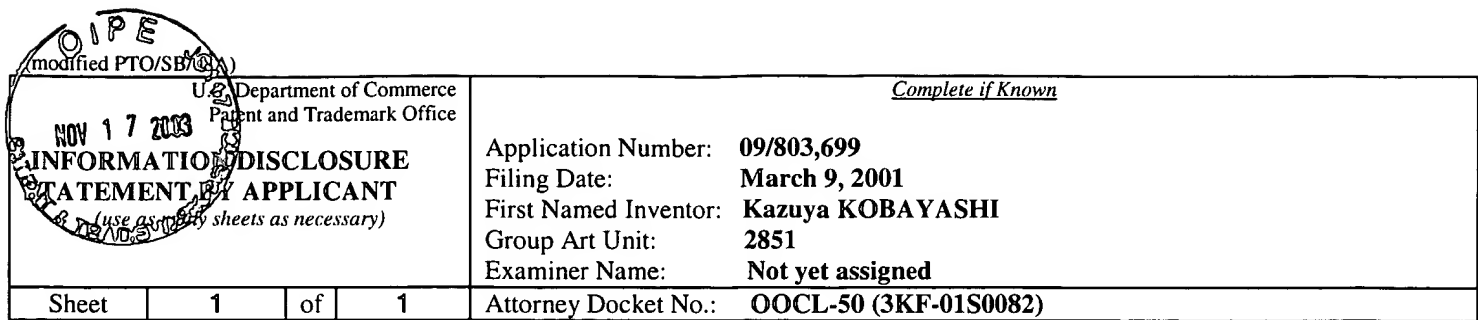 OIPE
(modified PTO/SB/
U.S. Department of Commerce
Patent and Trademark Office
NOV 17 2003
INFORMATION DISCLOSURE
STATEMENT BY APPLICANT
(use as many sheets as necessary)
Sheet 1 of 1
Complete if Known
Application Number: 09/803,699
Filing Date: March 9, 2001
First Named Inventor: Kazuya KOBAYASHI
Group Art Unit: 2851
Examiner Name: Not yet assigned
Attorney Docket No.: OOCL-50 (3KF-01S0082)